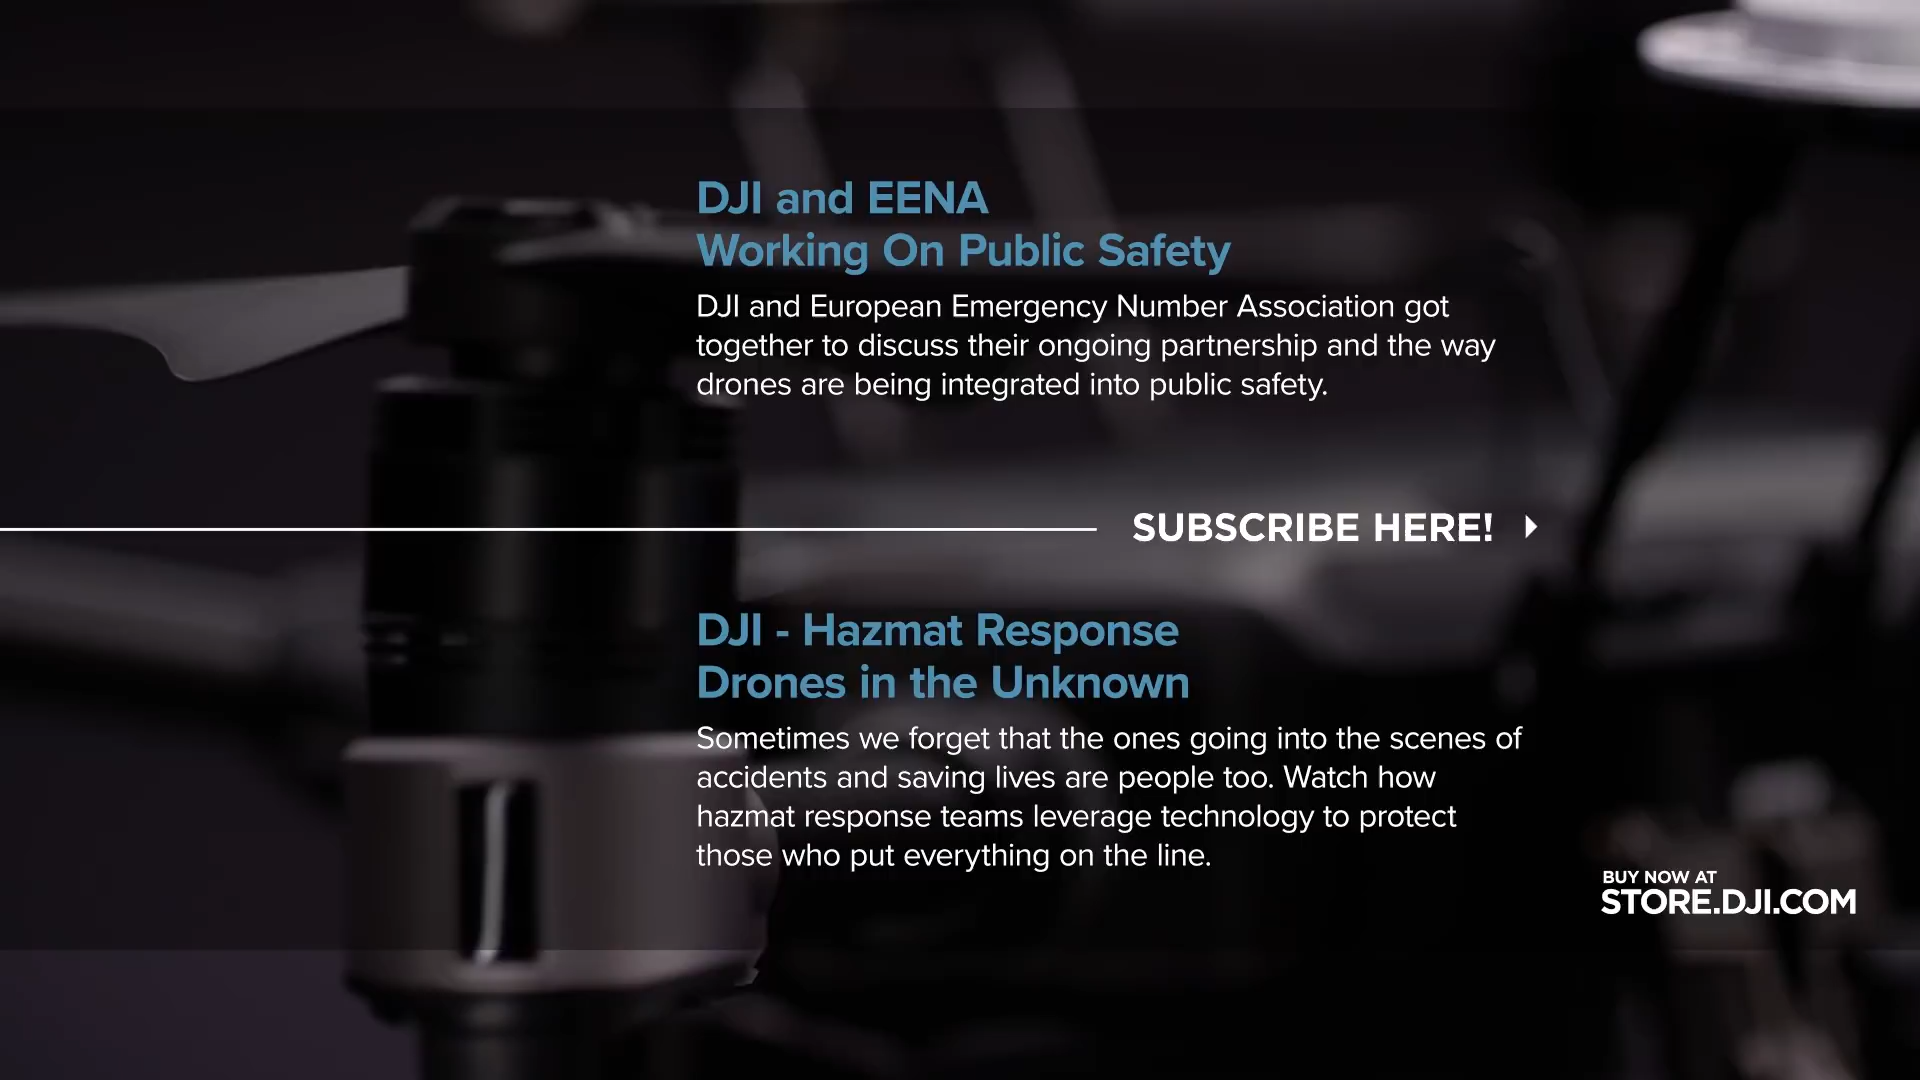 DJI and EENA
Working On Public Safety
DJI and European Emergency Number Association got
together to discuss their ongoing partnership and the way
drones are being integrated into public safety.
SUBSCRIBE HERE!
DJI - Hazmat Response
Drones in the Unknown
Sometimes we forget that the ones going into the scenes of
accidents and saving lives are people too. Watch how
hazmat response teams leverage technology to protect
those who put everything on the line.
BUY NOW AT
STORE.DJI.COM